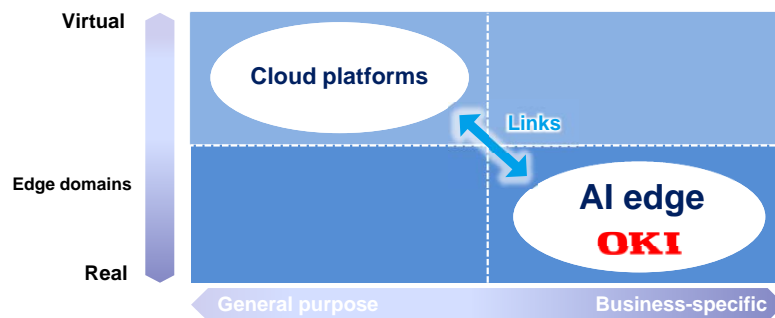 Virtual
Cloud platforms
Links
Edge domains
AI edge
OKI
Real
General purpose
Business-specific